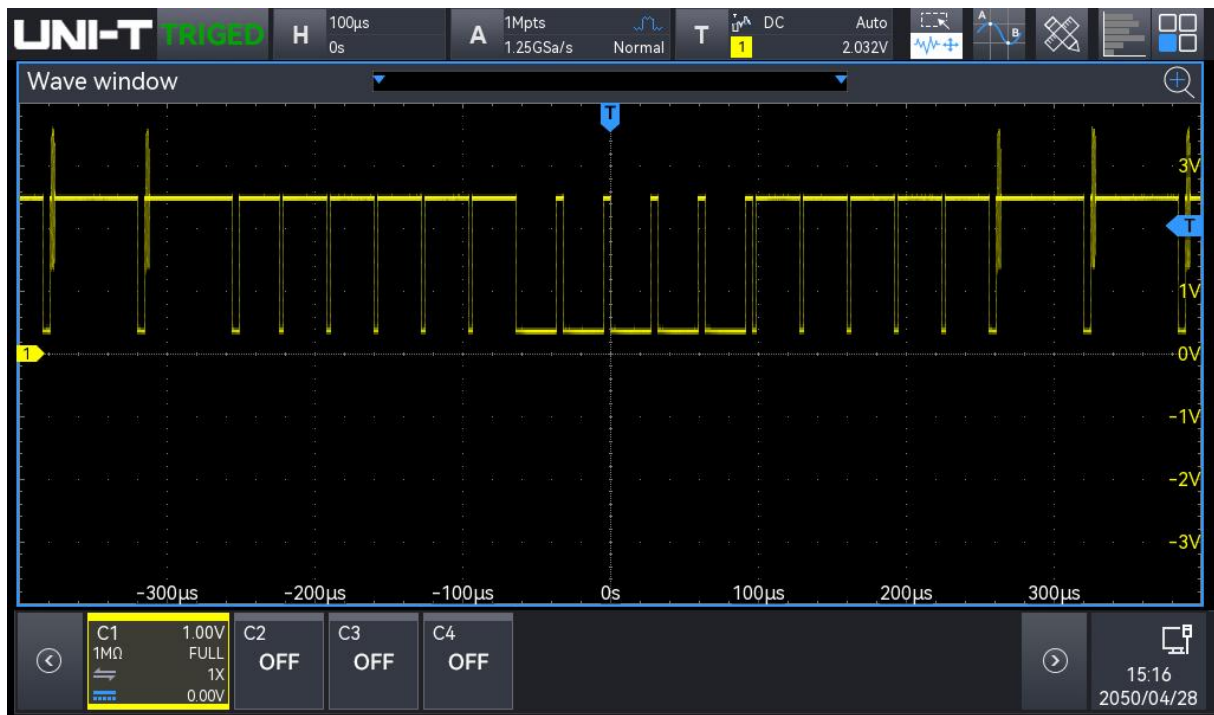 UNI-T TRIGED H 100µs 0s A 1Mpts 1.25GSa/s Normal T 1 DC Auto 2.032V A B
Wave window
T
3V
T
1V
1 0V
-1V
-2V
-3V
-300µs -200µs -100µs 0s 100µs 200µs 300µs
C1 1.00V C2 C3 C4
1MΩ FULL OFF OFF OFF
1X 15:16
0.00V 2050/04/28